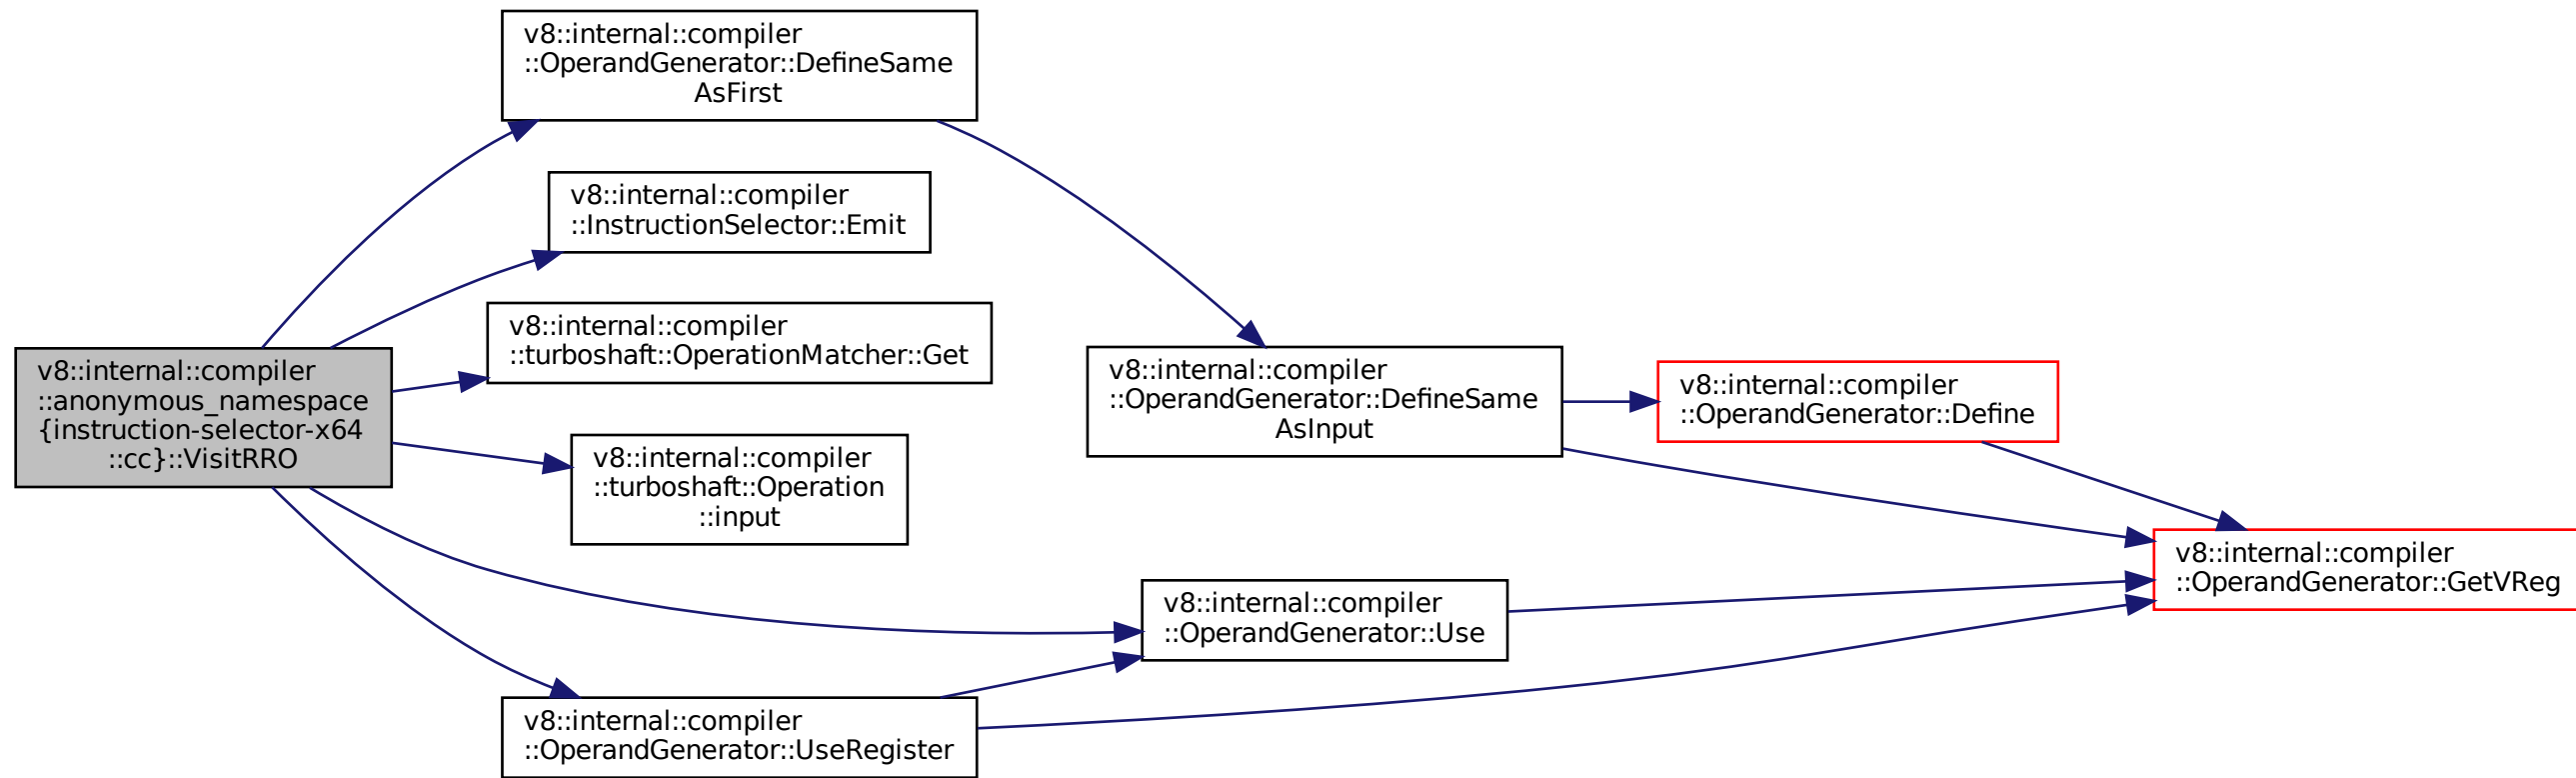 v8::internal::compiler
::anonymous_namespace
{instruction-selector-x64
::cc}::VisitRRO
v8::internal::compiler
::OperandGenerator::DefineSame
AsFirst
v8::internal::compiler
::InstructionSelector::Emit
v8::internal::compiler
::turboshaft::OperationMatcher::Get
v8::internal::compiler
::turboshaft::Operation
::input
v8::internal::compiler
::OperandGenerator::UseRegister
v8::internal::compiler
::OperandGenerator::DefineSame
AsInput
v8::internal::compiler
::OperandGenerator::Use
v8::internal::compiler
::OperandGenerator::Define
v8::internal::compiler
::OperandGenerator::GetVReg